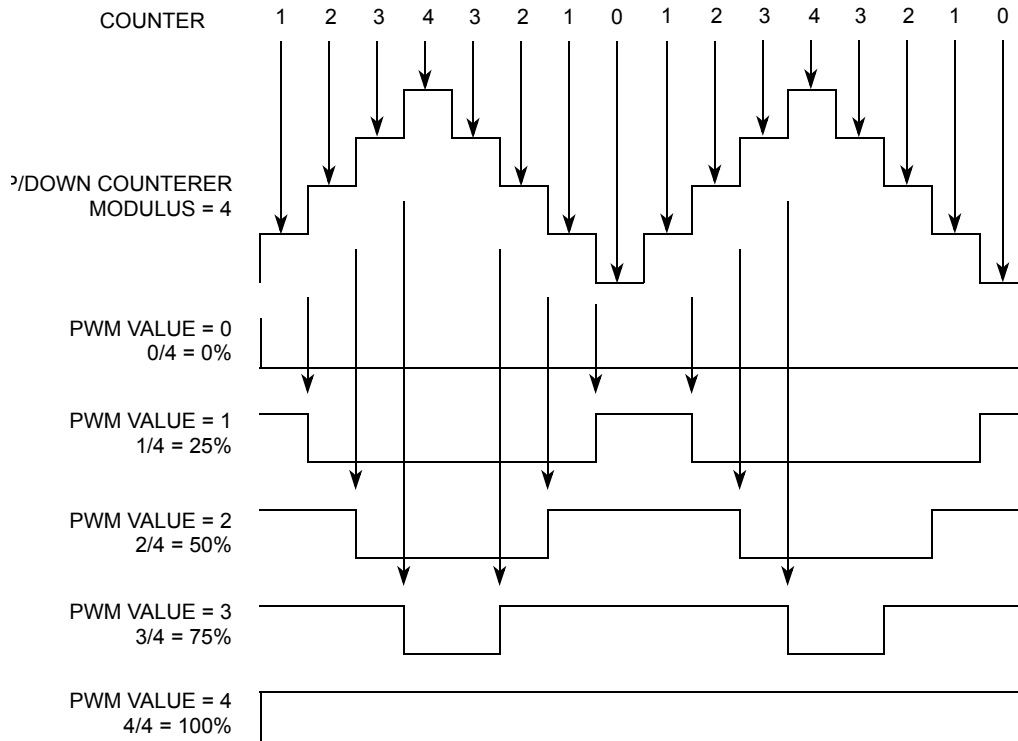 COUNTER 1 2 3 4 3 2 1 0 1 2 3 4 3 2 1 0
P/DOWN COUNTERER
MODULUS = 4
PWM VALUE = 0
0/4 = 0%
PWM VALUE = 1
1/4 = 25%
PWM VALUE = 2
2/4 = 50%
PWM VALUE = 3
3/4 = 75%
PWM VALUE = 4
4/4 = 100%